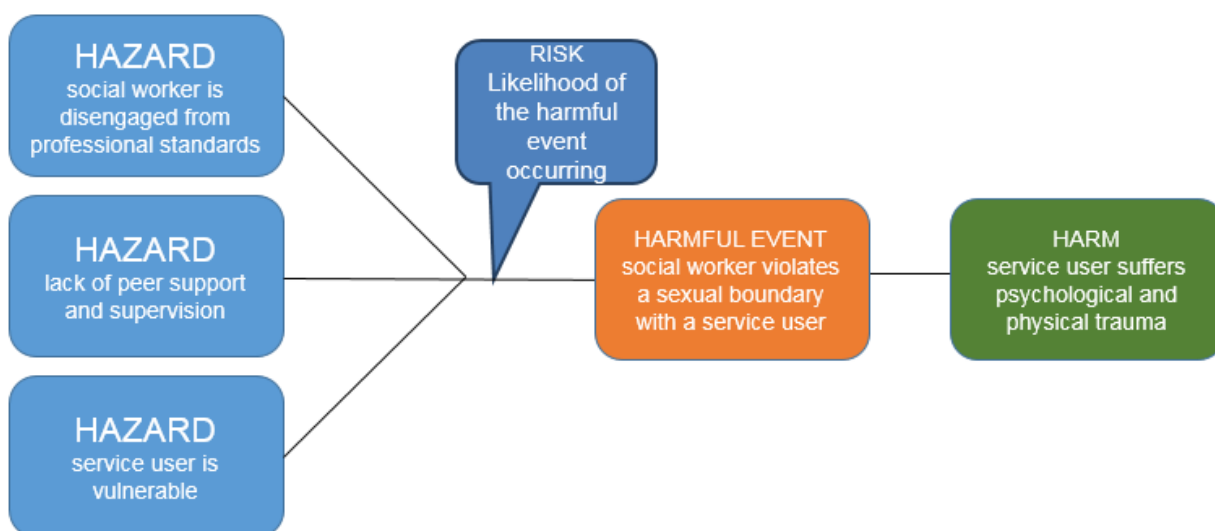 HAZARD
social worker is
disengaged from
professional standards
HAZARD
lack of peer support
and supervision
HAZARD
service user is
vulnerable
RISK
Likelihood of
the harmful
event
occurring
HARMFUL EVENT
social worker violates
a sexual boundary
with a service user
HARM
service user suffers
psychological and
physical trauma